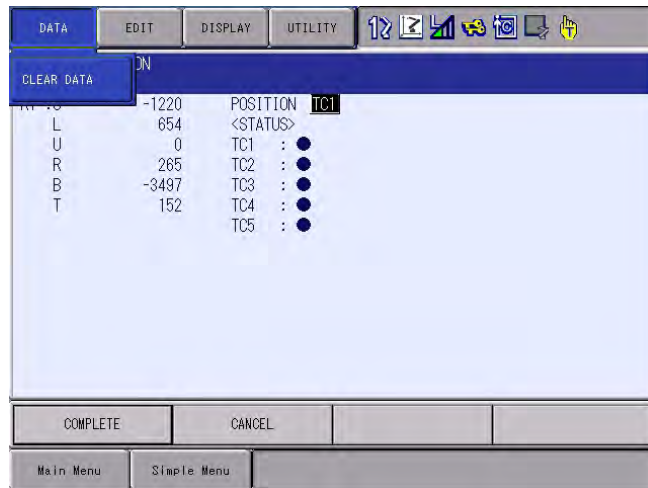 DATA EDIT DISPLAY UTILITY
CLEAR DATA
-1220 POSITION TC1
L 654 <STATUS>
U 0 TC1 : ●
R 265 TC2 : ●
B -3497 TC3 : ●
T 152 TC4 : ●
TC5 : ●
COMPLETE CANCEL
Main Menu Simple Menu